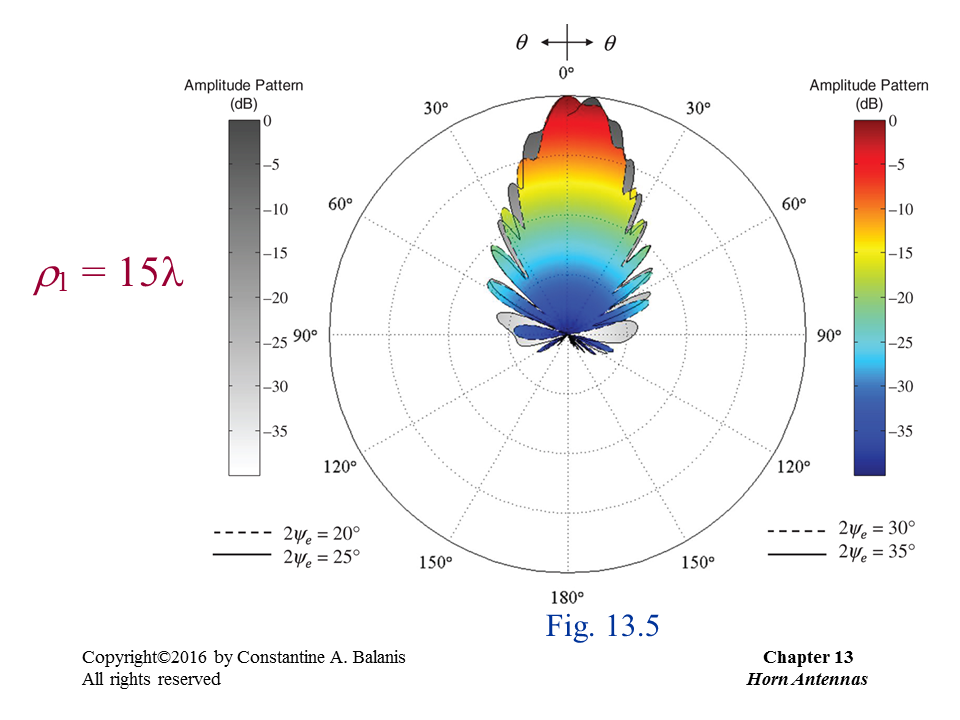 θ θ
0°
Amplitude Pattern
(dB)
0
–5
–10
–15
–20
–25
–30
–35
Amplitude Pattern
(dB)
0
–5
–10
–15
–20
–25
–30
–35
30° 30°
60° 60°
ρ1 = 15λ
90° 90°
120° 120°
150° 150°
180°
2ψe = 20°
2ψe = 25°
2ψe = 30°
2ψe = 35°
Fig. 13.5
Copyright©2016 by Constantine A. Balanis
All rights reserved
Chapter 13
Horn Antennas